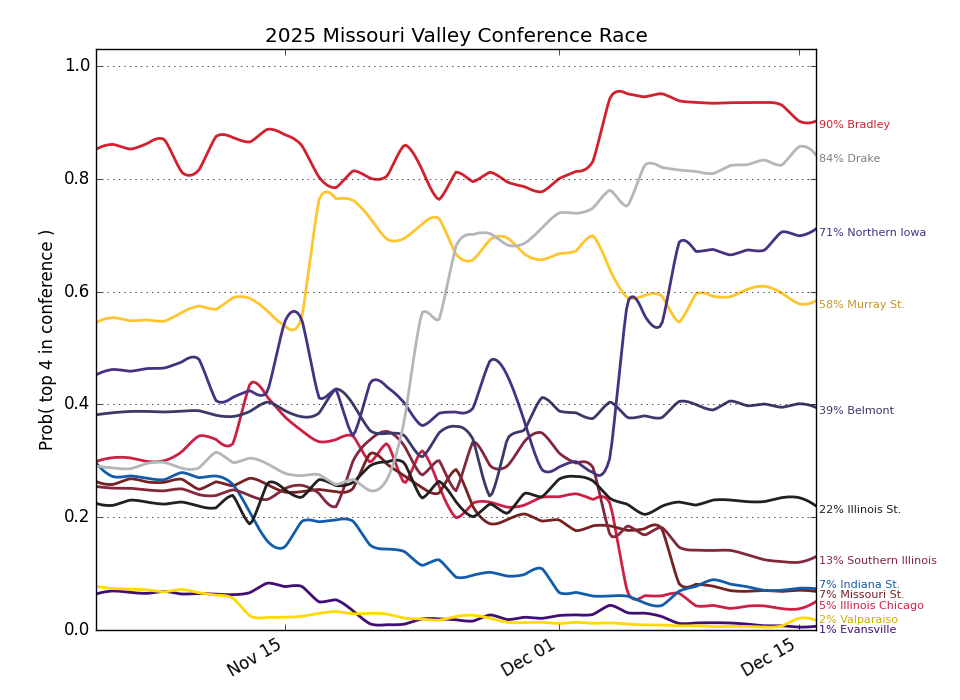 2025 Missouri Valley Conference Race
Prob( top 4 in conference )
1.0
0.8
0.6
0.4
0.2
0.0
Nov 15
Dec 01
Dec 15
90% Bradley
84% Drake
71% Northern Iowa
58% Murray St.
39% Belmont
22% Illinois St.
13% Southern Illinois
7% Indiana St.
7% Missouri St.
5% Illinois Chicago
2% Valparaiso
1% Evansville